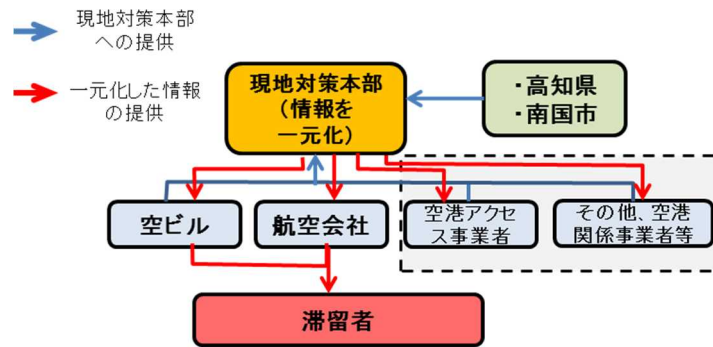 現地対策本部
への提供
一元化した情報
の提供
現地対策本部
(情報を
一元化)
・高知県
・南国市
空ビル
航空会社
空港アクセ
ス事業者
その他、空港
関係事業者等
滞留者